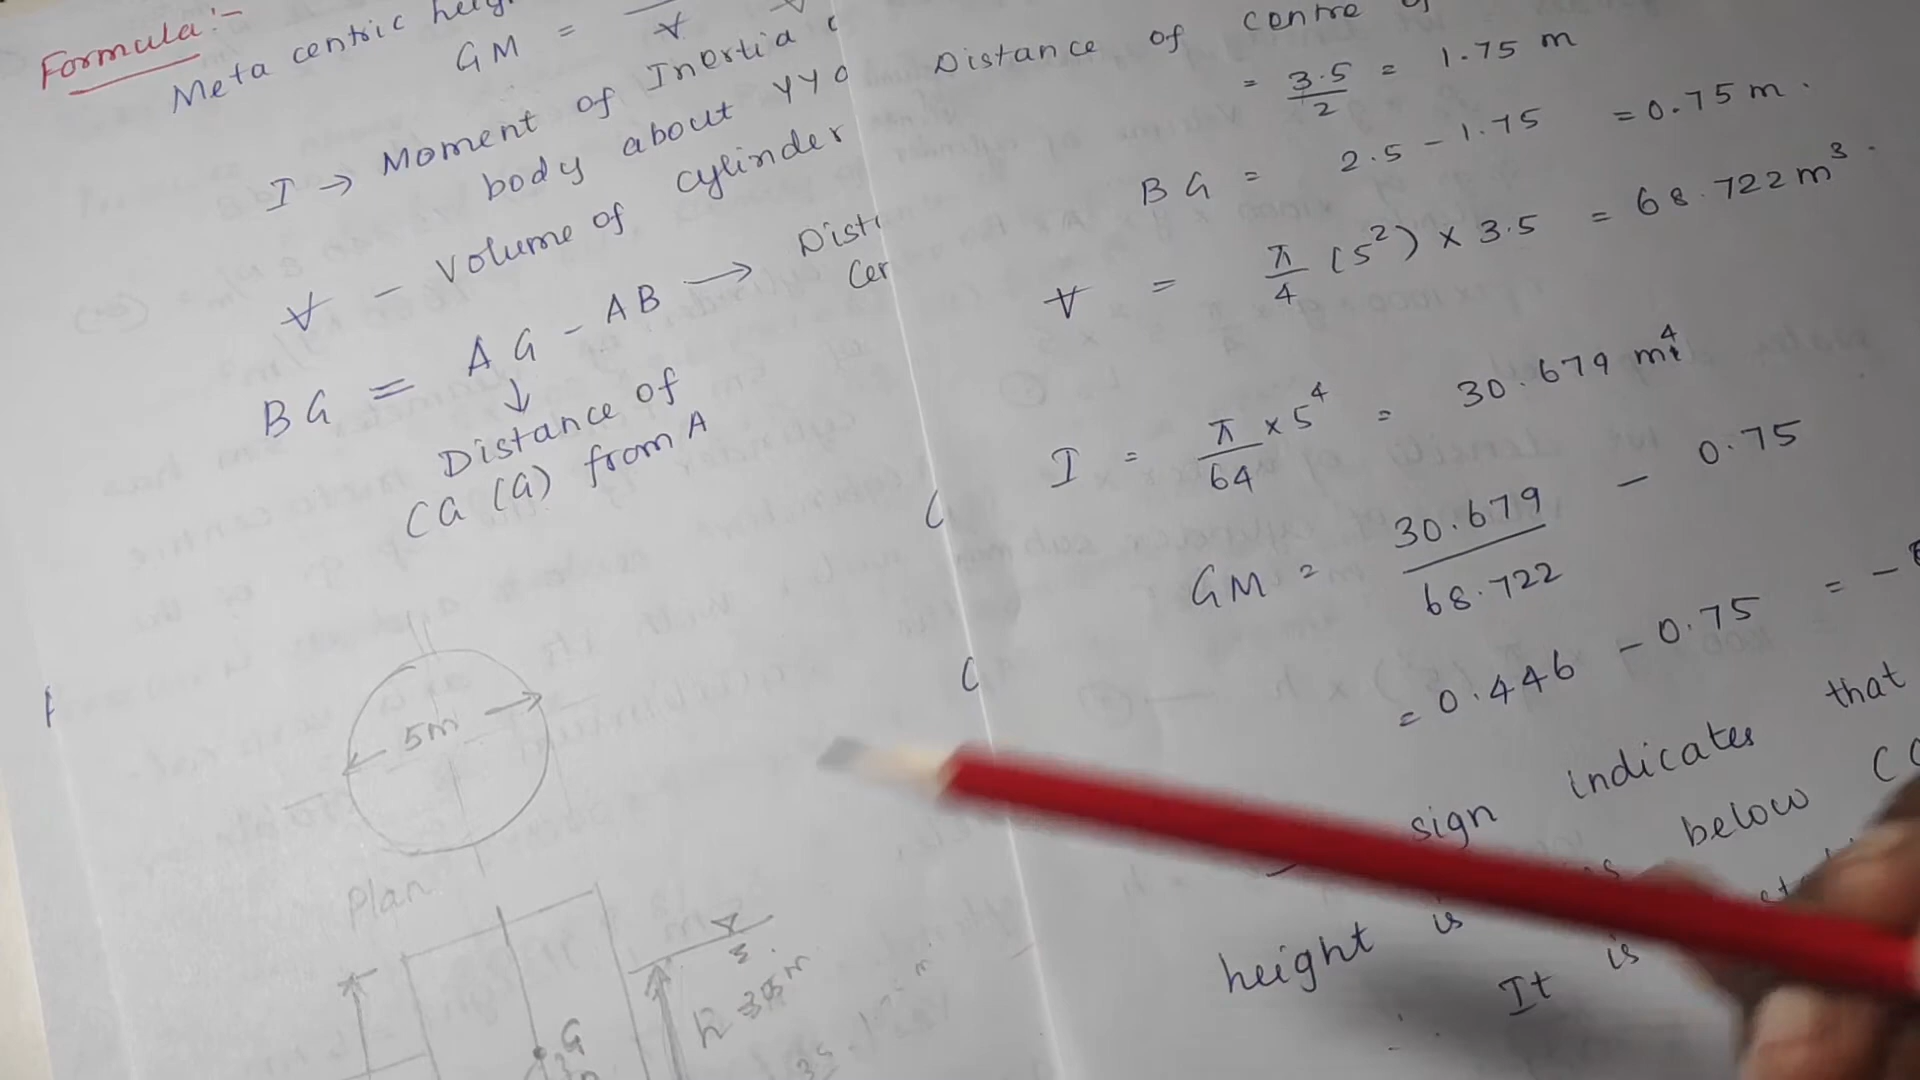 Formula:-
Meta centric
GM =
∀
I → Moment of Inertia
body about YY
∀ - Volume of cylinder
BG = AG - AB →
↓
Distance of
CG (G) from A
5m
Plan
G
Distance of centre
= 3.5/2 = 1.75 m
BG = 2.5 - 1.75 = 0.75 m.
∀ = π/4 (5²) × 3.5 = 68.722 m³.
I = π/64 × 5⁴ = 30.679
GM = 30.679/68.722 - 0.75
= 0.446 - 0.75 = -
- sign indicates that
height is below
∴ It is